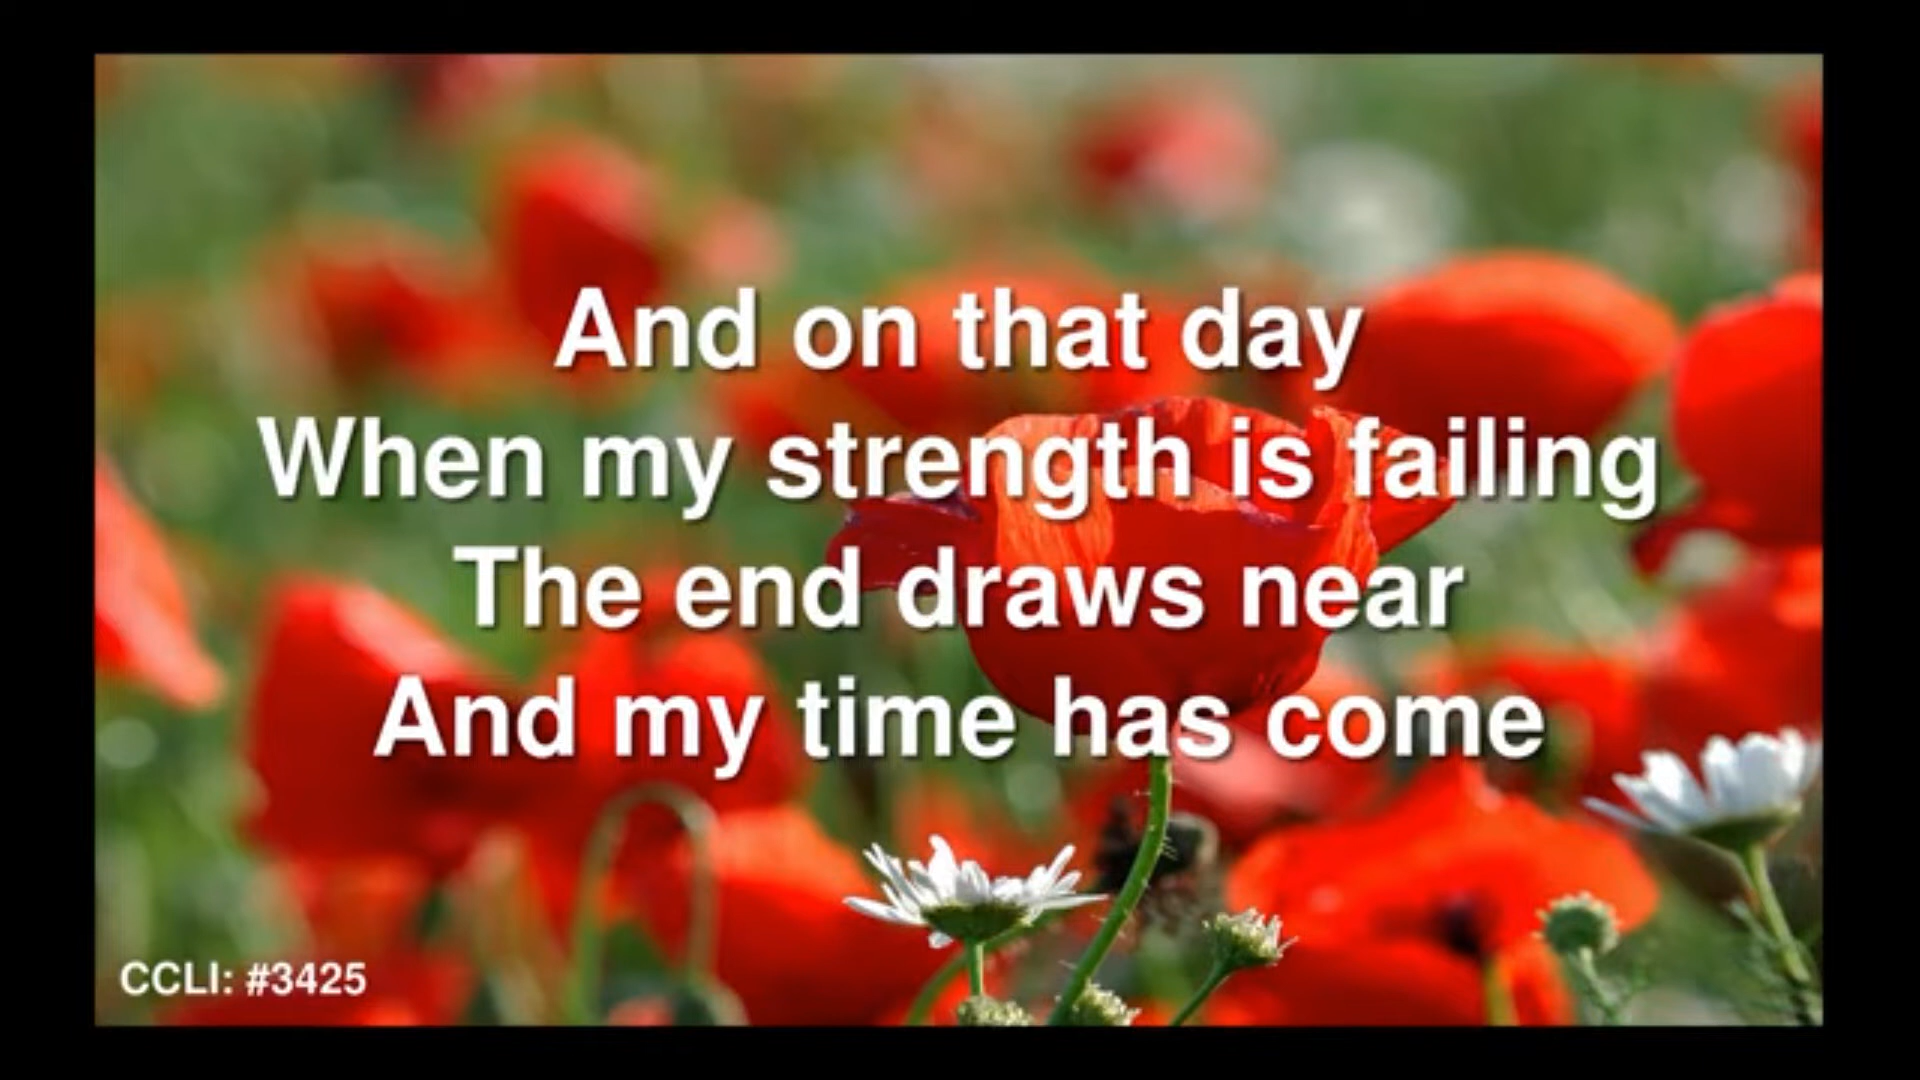 And on that day
When my strength is failing
The end draws near
And my time has come
CCLI: #3425